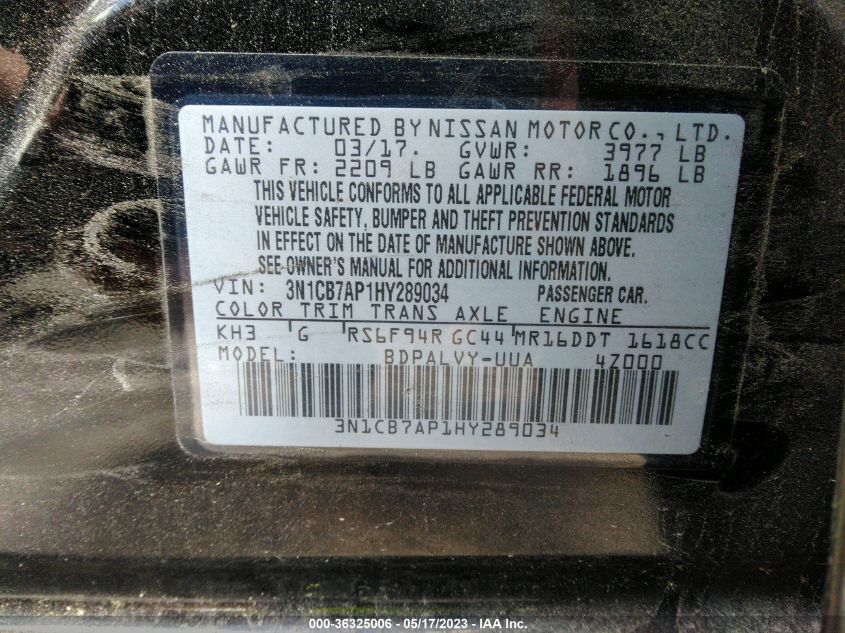 MANUFACTURED BY NISSAN MOTOR CO., LTD.
DATE: 03/17. GVWR: 3977 LB
GAWR FR: 2209 LB GAWR RR: 1896 LB
THIS VEHICLE CONFORMS TO ALL APPLICABLE FEDERAL MOTOR
VEHICLE SAFETY, BUMPER AND THEFT PREVENTION STANDARDS
IN EFFECT ON THE DATE OF MANUFACTURE SHOWN ABOVE.
SEE OWNER'S MANUAL FOR ADDITIONAL INFORMATION.
VIN: 3N1CB7AP1HY289034 PASSENGER CAR.
COLOR TRIM TRANS AXLE ENGINE
KH3 G RS6F94R GC44 MR16DDT 1618CC
MODEL: BDPALVY-UUA 4Z000
3N1CB7AP1HY289034
000-36325006 - 05/17/2023 - IAA Inc.